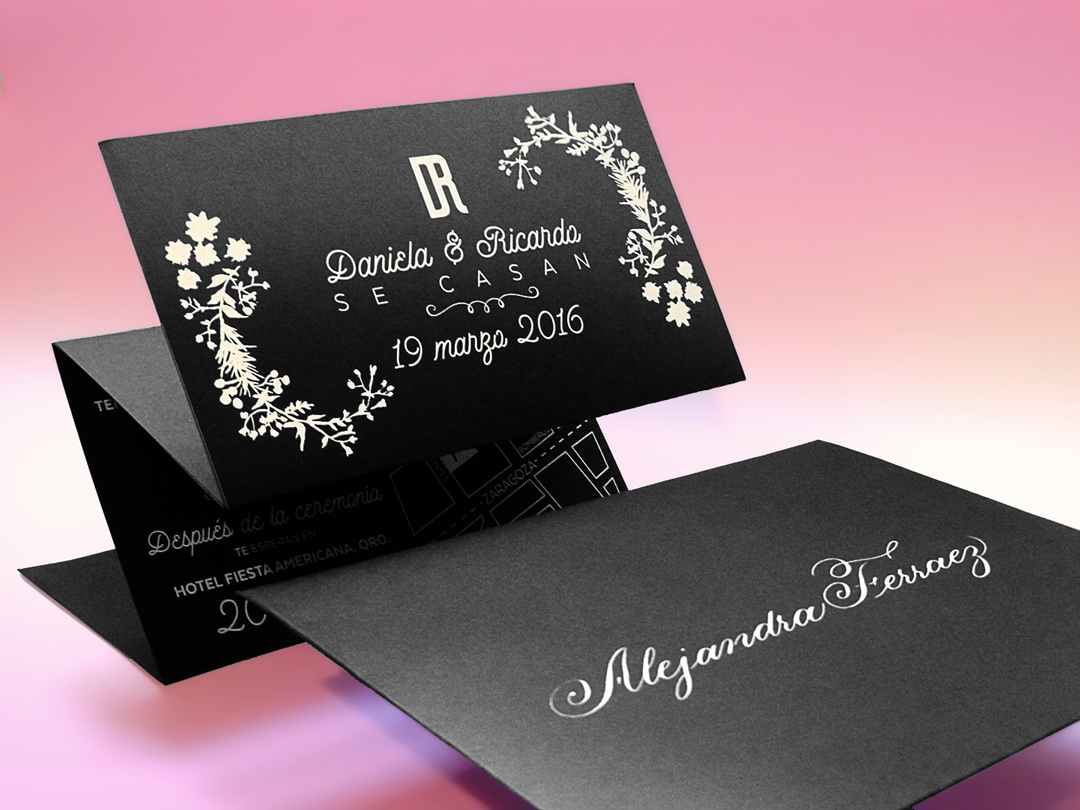 DR
Daniela & Ricardo
SE CASAN
19 marzo 2016
Después de la ceremonia
TE ESPERAN EN:
HOTEL FIESTA AMERICANA, QRO.
ZARAGOZA
Alejandra Ferraez